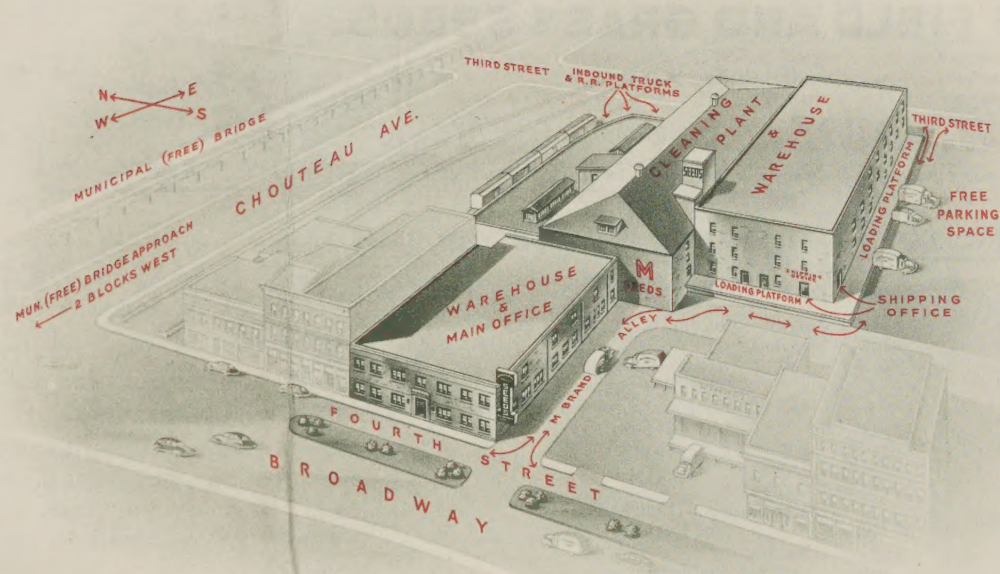 THIRD STREET
INBOUND TRUCK
& R.R. PLATFORMS
N
E
W
S
MUNICIPAL (FREE) BRIDGE
CHOUTEAU AVE.
CLEANING
PLANT
&
WAREHOUSE
SEEDS
THIRD STREET
LOADING PLATFORM
FREE
PARKING
SPACE
MUN. (FREE) BRIDGE APPROACH
2 BLOCKS WEST
WAREHOUSE
&
MAIN OFFICE
M
SEEDS
LOADING PLATFORM
SHIPPING
OFFICE
ALLEY
M BRAND
SEEDS
FOURTH
STREET
BROADWAY